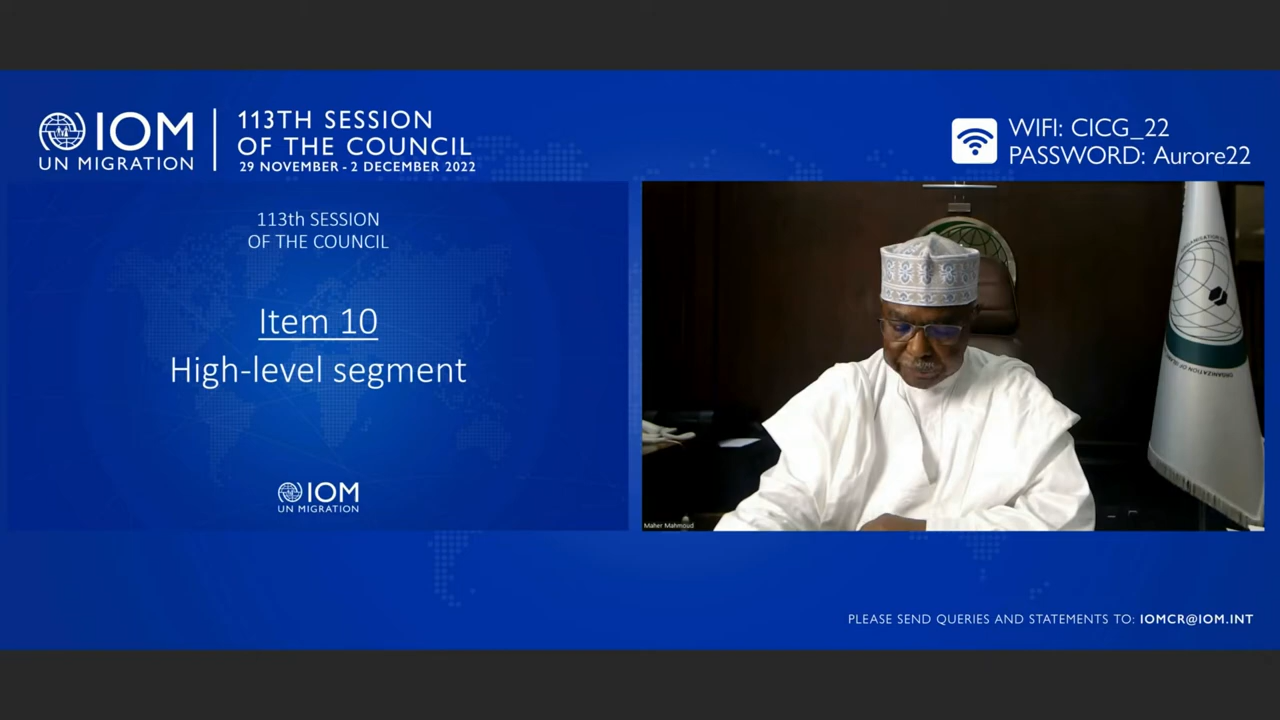 IOM
UN MIGRATION
113TH SESSION
OF THE COUNCIL
29 NOVEMBER - 2 DECEMBER 2022
WIFI: CICG_22
PASSWORD: Aurore22
113th SESSION
OF THE COUNCIL
Item 10
High-level segment
IOM
UN MIGRATION
Maher Mahmoud
PLEASE SEND QUERIES AND STATEMENTS TO: IOMCR@IOM.INT